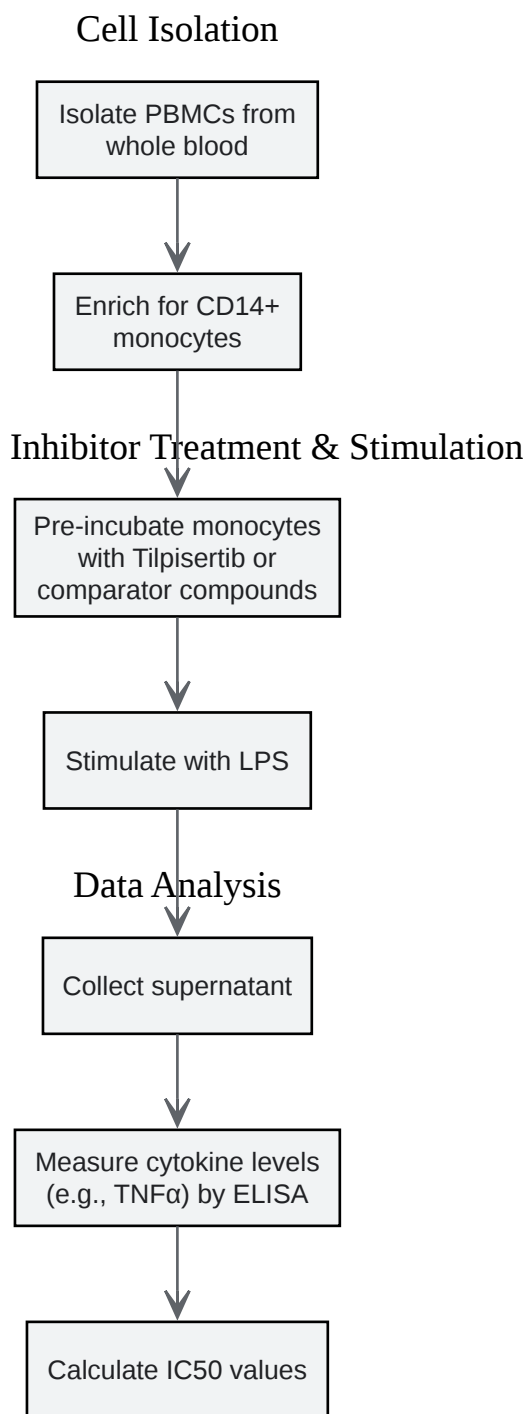 Cell Isolation
Isolate PBMCs from
whole blood
Enrich for CD14+
monocytes
Inhibitor Treatment & Stimulation
Pre-incubate monocytes
with Tilpisertib or
comparator compounds
Stimulate with LPS
Data Analysis
Collect supernatant
Measure cytokine levels
(e.g., TNFα) by ELISA
Calculate IC50 values